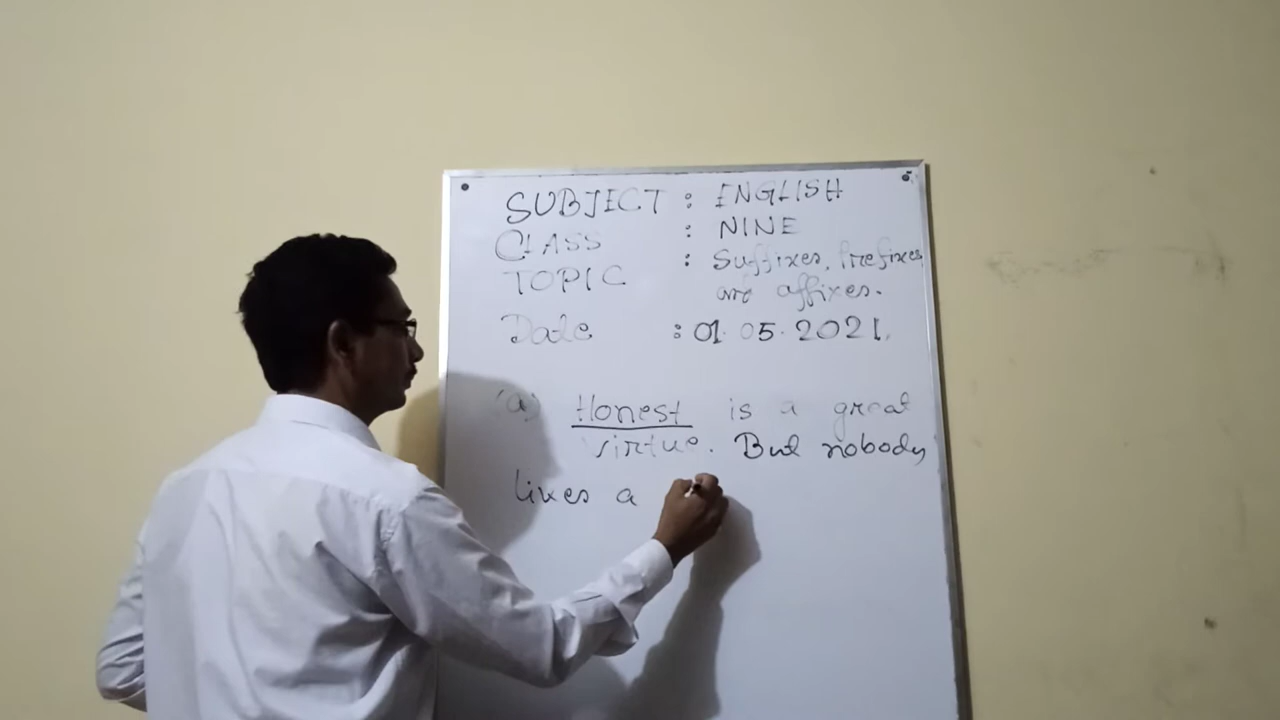 SUBJECT : ENGLISH
CLASS : NINE
TOPIC : Suffixes, Prefixes
and affixes.
Date : 01.05.2021.
(a) Honest is a great
virtue. But nobody
likes a